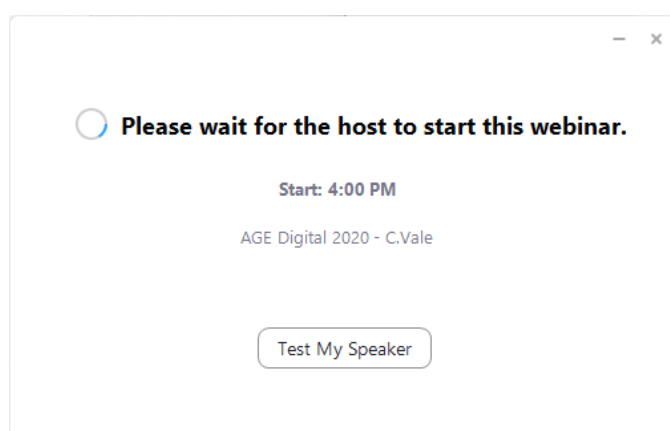 Please wait for the host to start this webinar.
Start: 4:00 PM
AGE Digital 2020 - C.Vale
Test My Speaker